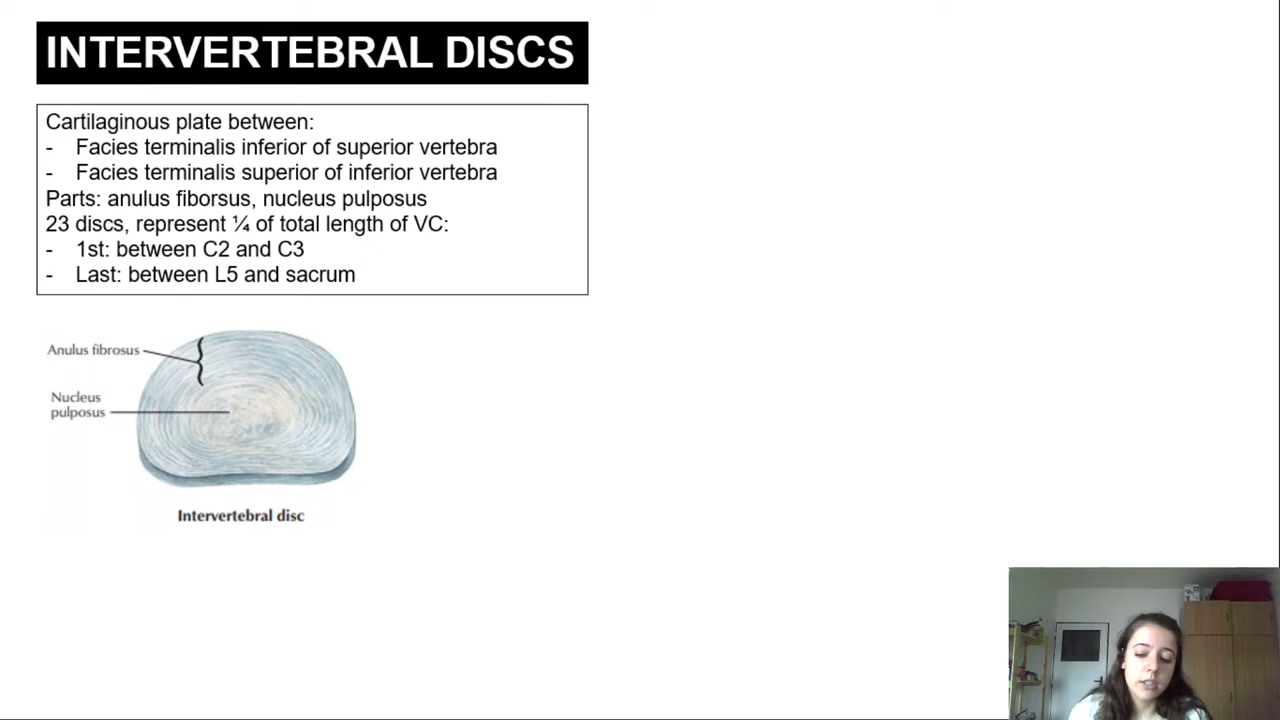 INTERVERTEBRAL DISCS
Cartilaginous plate between:
- Facies terminalis inferior of superior vertebra
- Facies terminalis superior of inferior vertebra
Parts: anulus fiborsus, nucleus pulposus
23 discs, represent ¼ of total length of VC:
- 1st: between C2 and C3
- Last: between L5 and sacrum
Anulus fibrosus
Nucleus
pulposus
Intervertebral disc